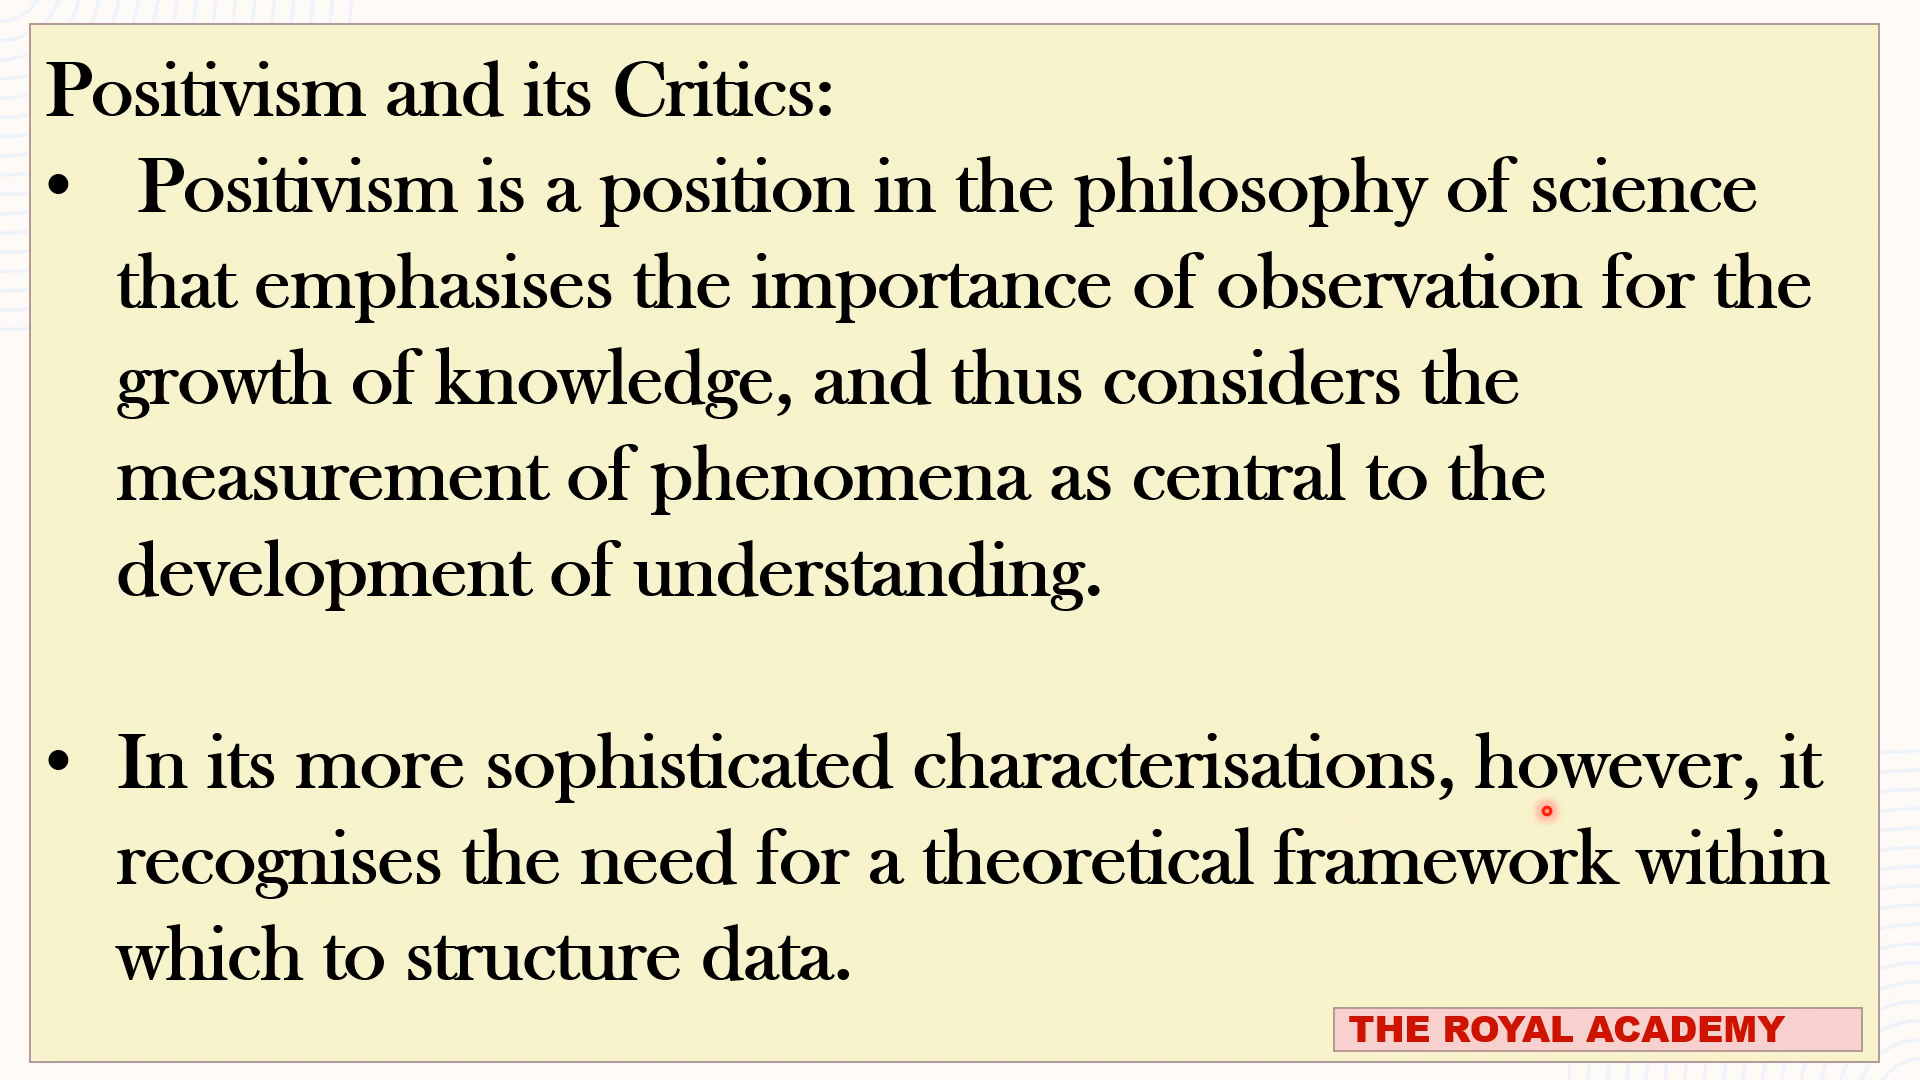 Positivism and its Critics:
• Positivism is a position in the philosophy of science
that emphasises the importance of observation for the
growth of knowledge, and thus considers the
measurement of phenomena as central to the
development of understanding.
• In its more sophisticated characterisations, however, it
recognises the need for a theoretical framework within
which to structure data.
THE ROYAL ACADEMY